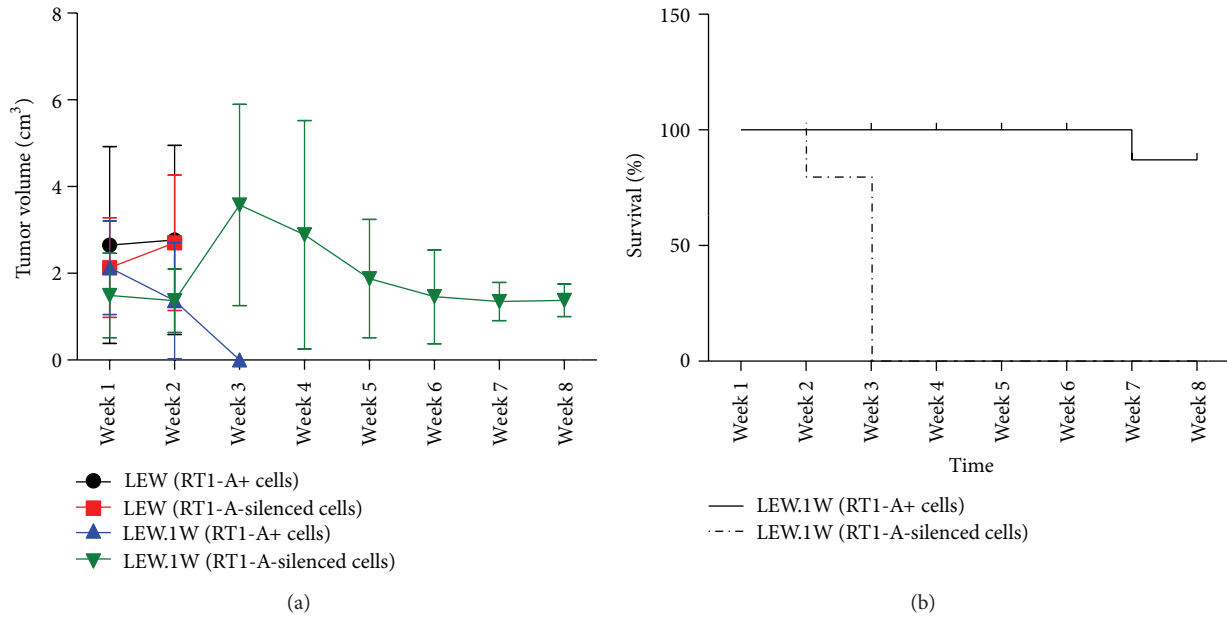 8
6
4
2
0
Tumor volume (cm³)
Week 1
Week 2
Week 3
Week 4
Week 5
Week 6
Week 7
Week 8
LEW (RT1-A+ cells)
LEW (RT1-A-silenced cells)
LEW.1W (RT1-A+ cells)
LEW.1W (RT1-A-silenced cells)
(a)
150
100
50
0
Survival (%)
Week 1
Week 2
Week 3
Week 4
Week 5
Week 6
Week 7
Week 8
Time
LEW.1W (RT1-A+ cells)
LEW.1W (RT1-A-silenced cells)
(b)